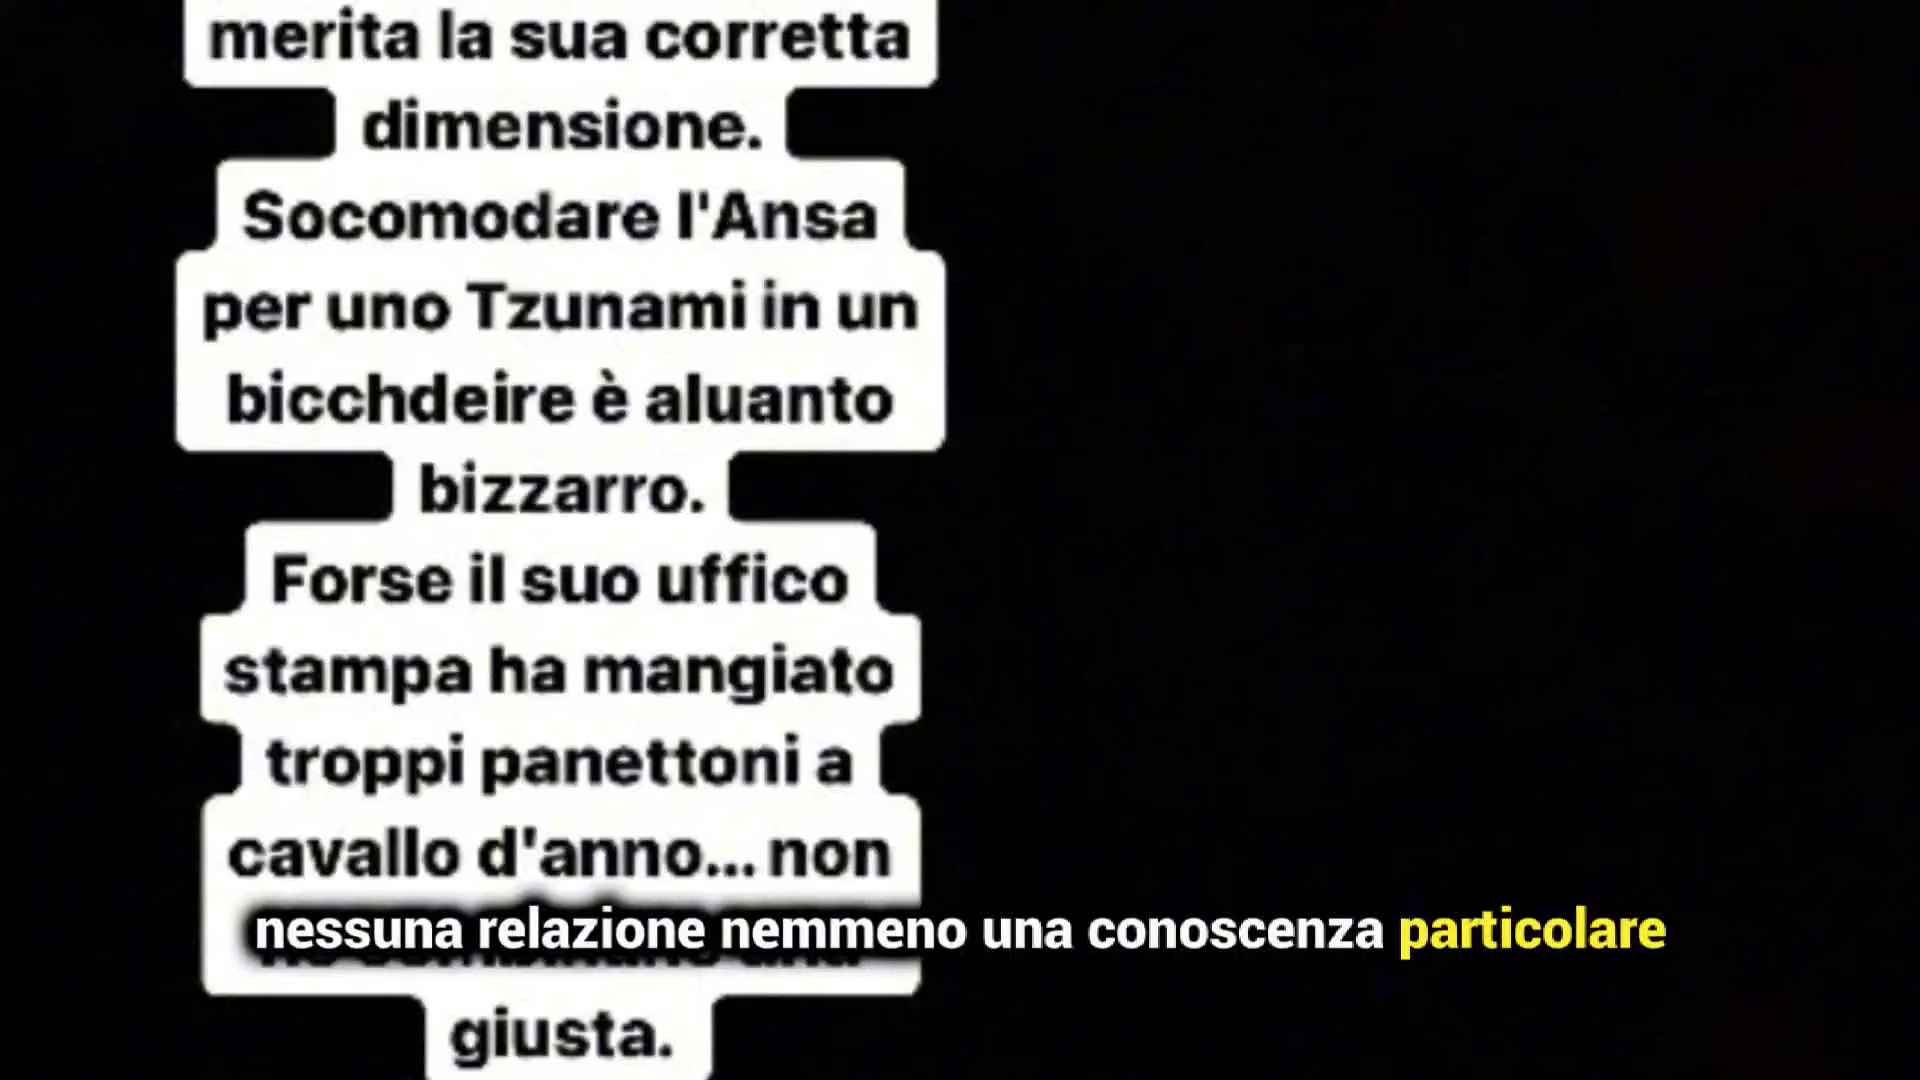 merita la sua corretta
dimensione.
Socomodare l'Ansa
per uno Tzunami in un
bicchdeire è aluanto
bizzarro.
Forse il suo uffico
stampa ha mangiato
troppi panettoni a
cavallo d'anno... non
nessuna relazione nemmeno una conoscenza particolare
giusta.